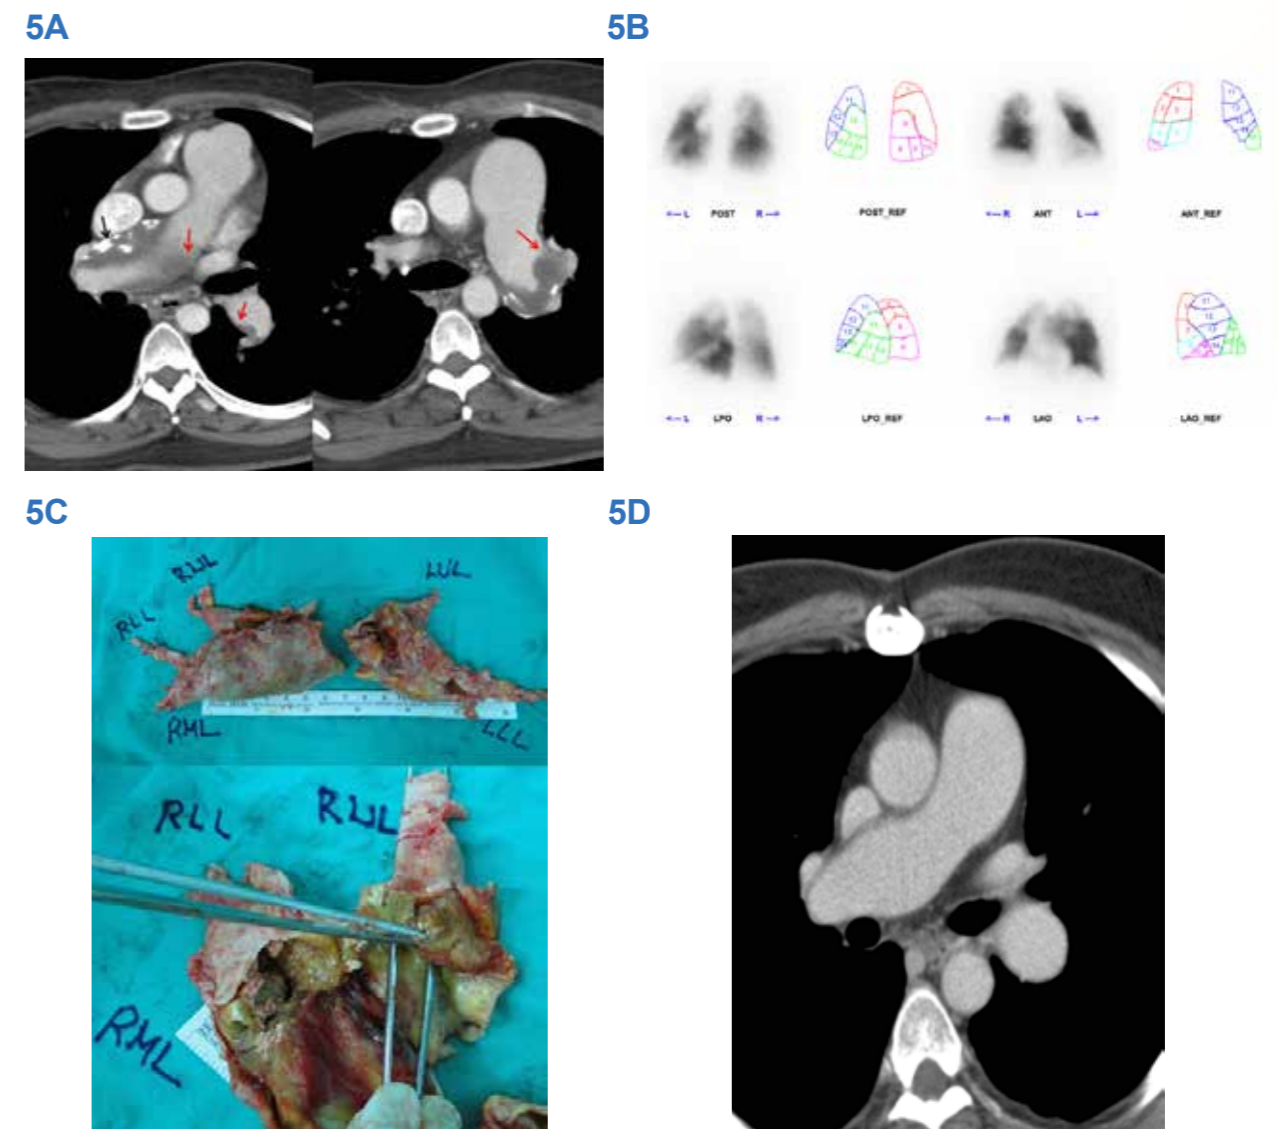 5A
5B
<--- L POST R --->
POST_REF
<--- R ANT L --->
ANT_REF
<--- L LPO R --->
LPO_REF
<--- R LAO L --->
LAO_REF
5C
5D
RUL
LUL
RLL
RML
LLL
RLL
RUL
RML